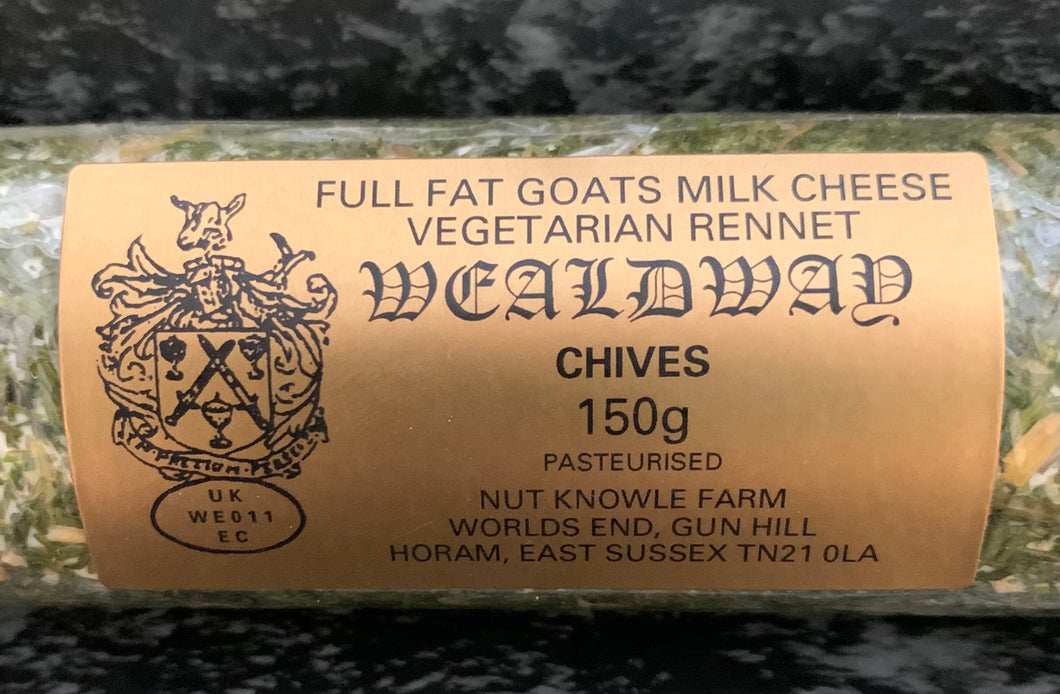 FULL FAT GOATS MILK CHEESE
VEGETARIAN RENNET
WEALDWAY
CHIVES
150g
PASTEURISED
NUT KNOWLE FARM
WORLDS END, GUN HILL
HORAM, EAST SUSSEX TN21 0LA
UK
WE011
EC